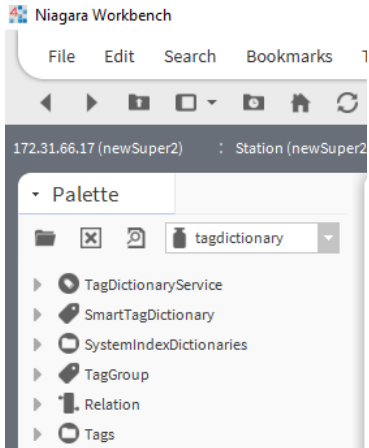 Niagara Workbench
File Edit Search Bookmarks
172.31.66.17 (newSuper2) : Station (newSuper2
Palette
tagdictionary
TagDictionaryService
SmartTagDictionary
SystemIndexDictionaries
TagGroup
Relation
Tags